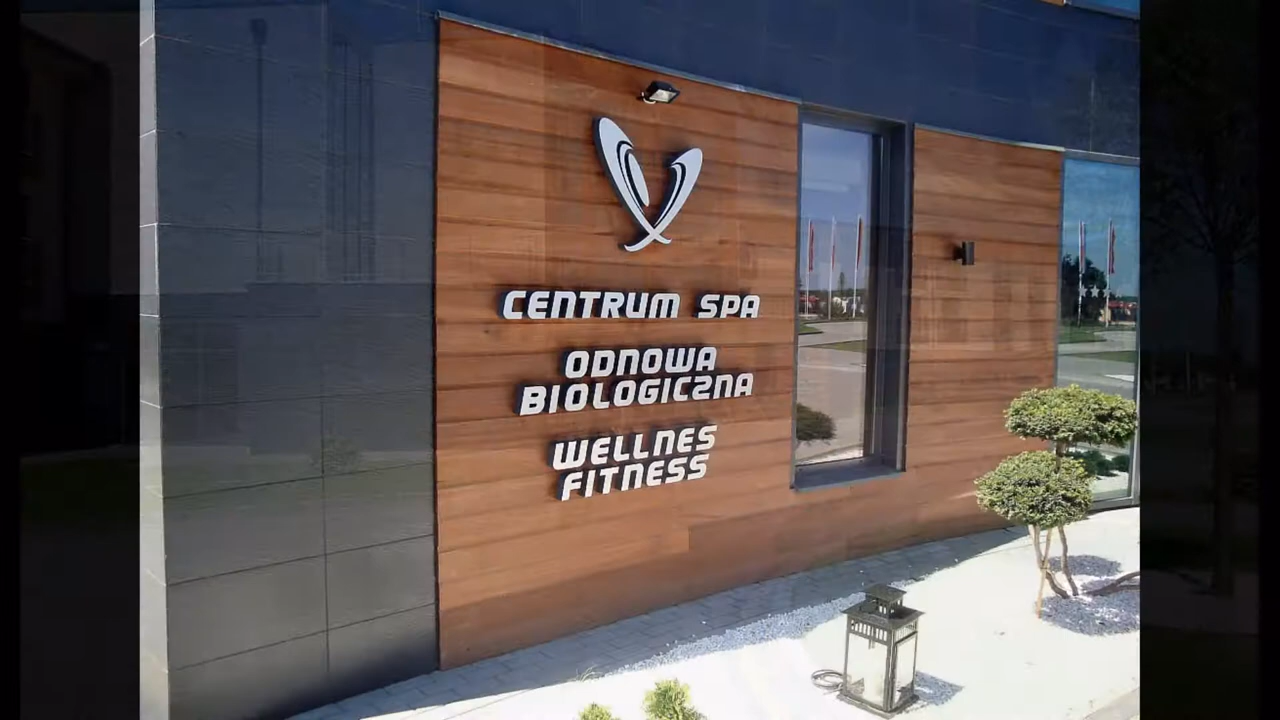 CENTRUM SPA
ODNOWA
BIOLOGICZNA
WELLNES
FITNESS